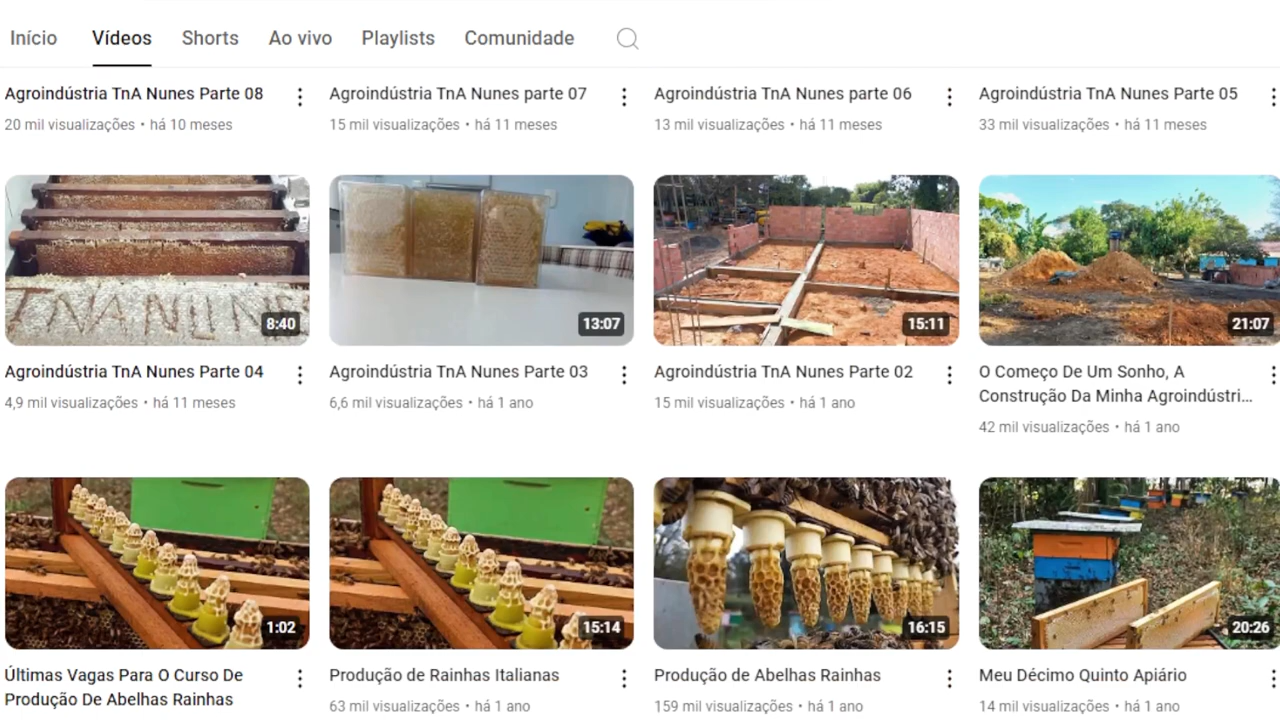 Início Vídeos Shorts Ao vivo Playlists Comunidade
Agroindústria TnA Nunes Parte 08
20 mil visualizações • há 10 meses
Agroindústria TnA Nunes parte 07
15 mil visualizações • há 11 meses
Agroindústria TnA Nunes parte 06
13 mil visualizações • há 11 meses
Agroindústria TnA Nunes Parte 05
33 mil visualizações • há 11 meses
TNA NUNES
8:40
Agroindústria TnA Nunes Parte 04
4,9 mil visualizações • há 11 meses
13:07
Agroindústria TnA Nunes Parte 03
6,6 mil visualizações • há 1 ano
15:11
Agroindústria TnA Nunes Parte 02
15 mil visualizações • há 1 ano
21:07
O Começo De Um Sonho, A
Construção Da Minha Agroindústri...
42 mil visualizações • há 1 ano
1:02
Últimas Vagas Para O Curso De
Produção De Abelhas Rainhas
15:14
Produção de Rainhas Italianas
63 mil visualizações • há 1 ano
16:15
Produção de Abelhas Rainhas
159 mil visualizações • há 1 ano
20:26
Meu Décimo Quinto Apiário
14 mil visualizações • há 1 ano